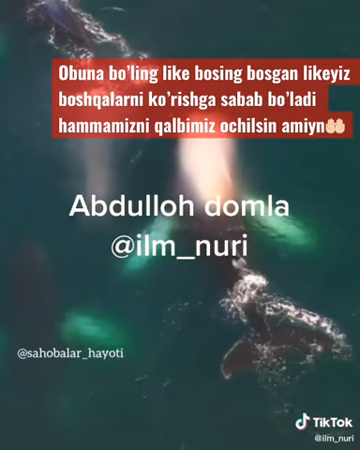 Obuna bo'ling like bosing bosgan likeyiz
boshqalarni ko'rishga sabab bo'ladi
hammamizni qalbimiz ochilsin amiyn🤲🏼
Abdulloh domla
@ilm_nuri
@sahobalar_hayoti
TikTok
@ilm_nuri